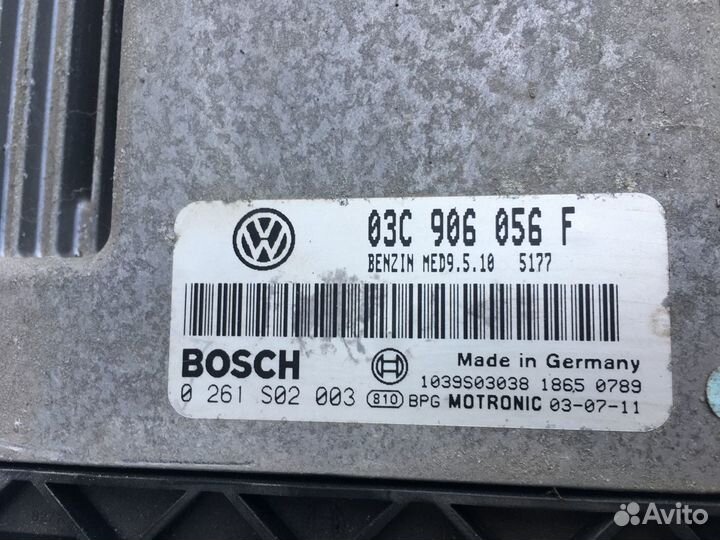 03C 906 056 F
BENZIN MED9.5.10 5177
BOSCH
Made in Germany
1039S03038 1865 0789
0 261 S02 003 810 BPG MOTRONIC 03-07-11
Avito